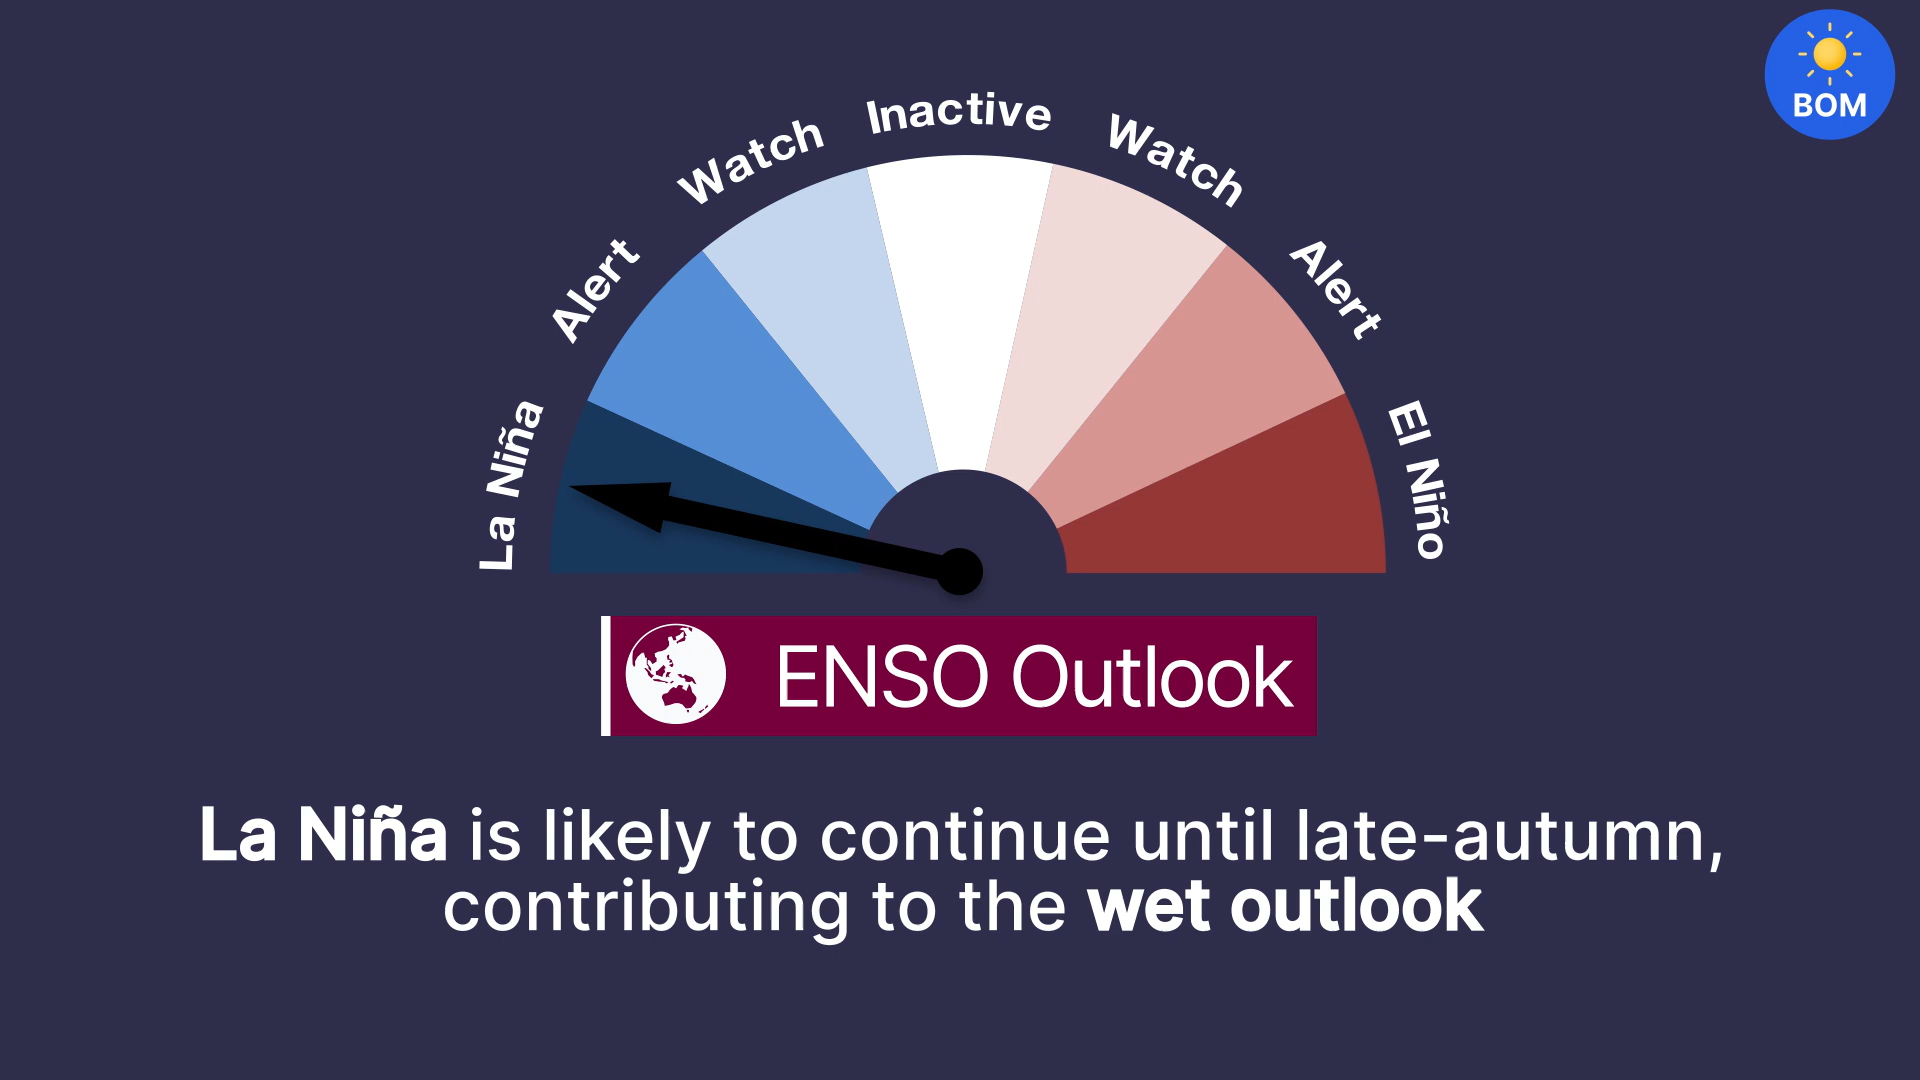 La Niña
Alert
Watch
Inactive
Watch
Alert
El Niño
BOM
ENSO Outlook
La Niña is likely to continue until late-autumn,
contributing to the wet outlook